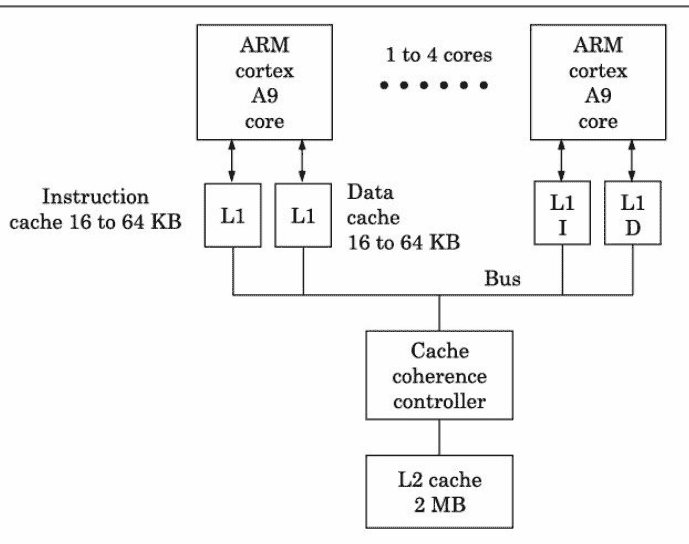 ARM
cortex
A9
core
1 to 4 cores
ARM
cortex
A9
core
Instruction
cache 16 to 64 KB
L1
L1
Data
cache
16 to 64 KB
L1
I
L1
D
Bus
Cache
coherence
controller
L2 cache
2 MB